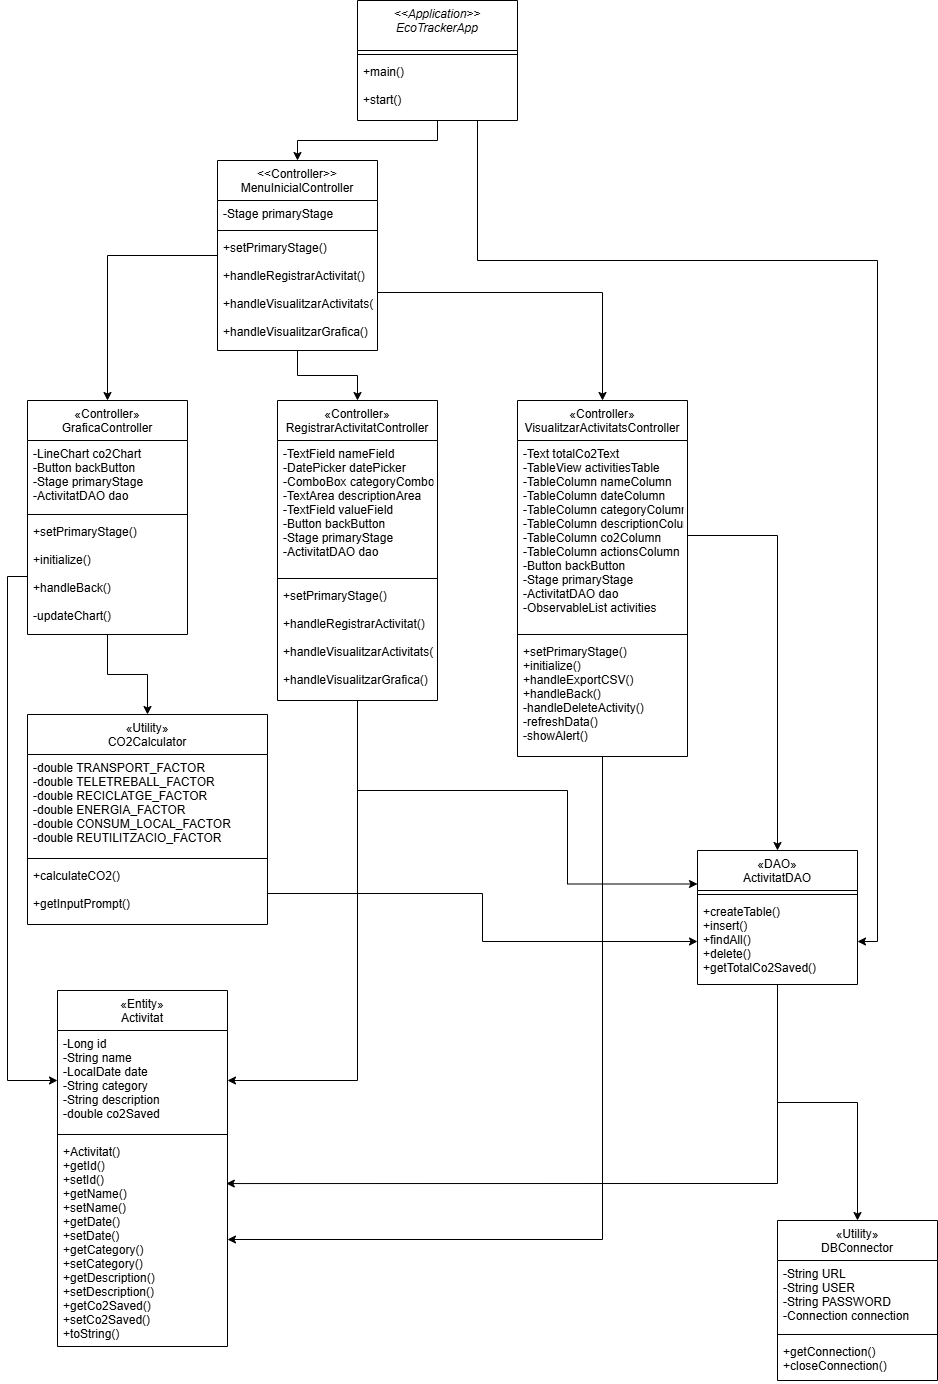 <<Application>>
EcoTrackerApp
+main()
+start()
<<Controller>>
MenuInicialController
-Stage primaryStage
+setPrimaryStage()
+handleRegistrarActivitat()
+handleVisualitzarActivitats(
+handleVisualitzarGrafica()
«Controller»
GraficaController
-LineChart co2Chart
-Button backButton
-Stage primaryStage
-ActivitatDAO dao
+setPrimaryStage()
+initialize()
+handleBack()
-updateChart()
«Controller»
RegistrarActivitatController
-TextField nameField
-DatePicker datePicker
-ComboBox categoryCombo
-TextArea descriptionArea
-TextField valueField
-Button backButton
-Stage primaryStage
-ActivitatDAO dao
+setPrimaryStage()
+handleRegistrarActivitat()
+handleVisualitzarActivitats(
+handleVisualitzarGrafica()
«Controller»
VisualitzarActivitatsController
-Text totalCo2Text
-TableView activitiesTable
-TableColumn nameColumn
-TableColumn dateColumn
-TableColumn categoryColumn
-TableColumn descriptionColu
-TableColumn co2Column
-TableColumn actionsColumn
-Button backButton
-Stage primaryStage
-ActivitatDAO dao
-ObservableList activities
+setPrimaryStage()
+initialize()
+handleExportCSV()
+handleBack()
-handleDeleteActivity()
-refreshData()
-showAlert()
«Utility»
CO2Calculator
-double TRANSPORT_FACTOR
-double TELETREBALL_FACTOR
-double RECICLATGE_FACTOR
-double ENERGIA_FACTOR
-double CONSUM_LOCAL_FACTOR
-double REUTILITZACIO_FACTOR
+calculateCO2()
+getInputPrompt()
«DAO»
ActivitatDAO
+createTable()
+insert()
+findAll()
+delete()
+getTotalCo2Saved()
«Entity»
Activitat
-Long id
-String name
-LocalDate date
-String category
-String description
-double co2Saved
+Activitat()
+getId()
+setId()
+getName()
+setName()
+getDate()
+setDate()
+getCategory()
+setCategory()
+getDescription()
+setDescription()
+getCo2Saved()
+setCo2Saved()
+toString()
«Utility»
DBConnector
-String URL
-String USER
-String PASSWORD
-Connection connection
+getConnection()
+closeConnection()